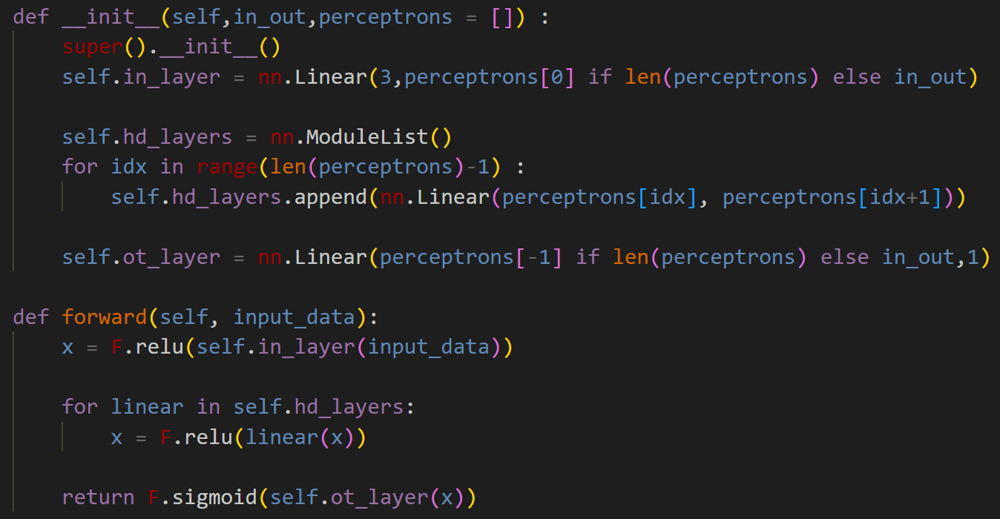 def __init__(self,in_out,perceptrons = []) :
    super().__init__()
    self.in_layer = nn.Linear(3,perceptrons[0] if len(perceptrons) else in_out)

    self.hd_layers = nn.ModuleList()
    for idx in range(len(perceptrons)-1) :
        self.hd_layers.append(nn.Linear(perceptrons[idx], perceptrons[idx+1]))

    self.ot_layer = nn.Linear(perceptrons[-1] if len(perceptrons) else in_out,1)

def forward(self, input_data):
    x = F.relu(self.in_layer(input_data))

    for linear in self.hd_layers:
        x = F.relu(linear(x))

    return F.sigmoid(self.ot_layer(x))